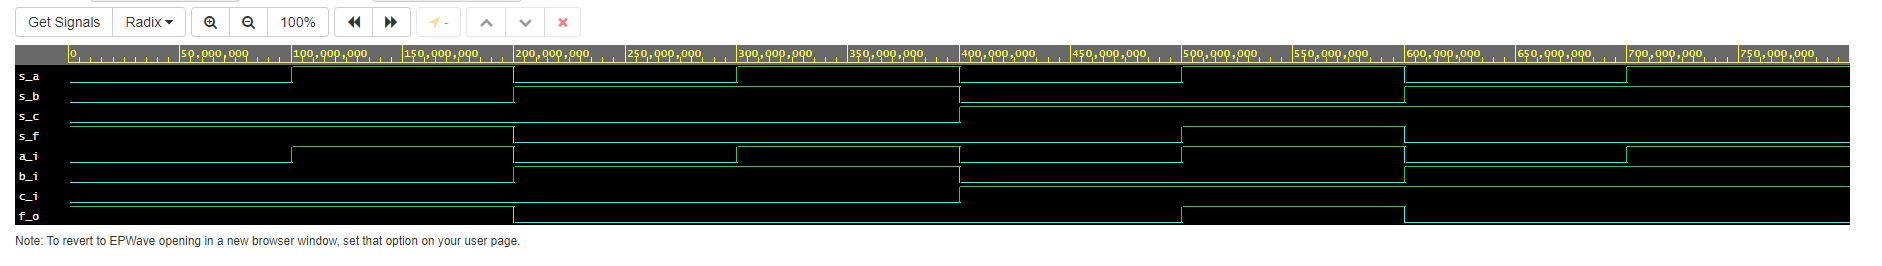 Get Signals Radix 100% -
0 50,000,000 100,000,000 150,000,000 200,000,000 250,000,000 300,000,000 350,000,000 400,000,000 450,000,000 500,000,000 550,000,000 600,000,000 650,000,000 700,000,000 750,000,000
s_a
s_b
s_c
s_f
a_i
b_i
c_i
f_o
Note: To revert to EPWave opening in a new browser window, set that option on your user page.